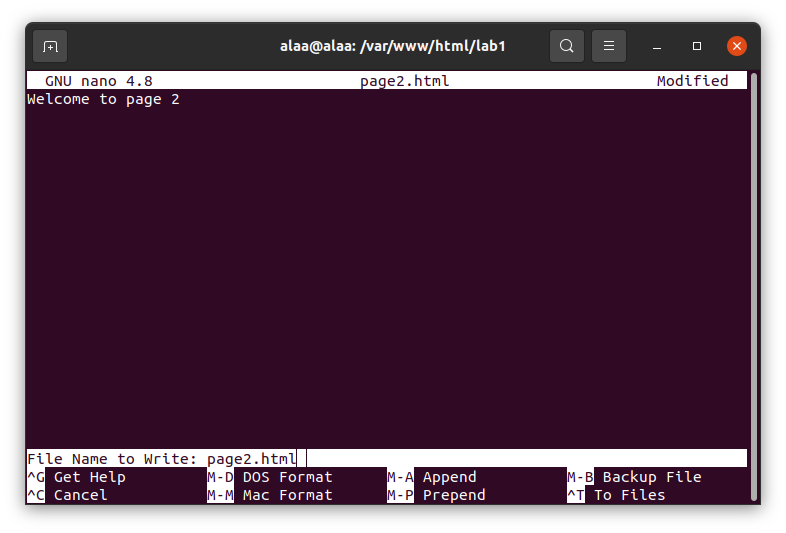 alaa@alaa: /var/www/html/lab1
GNU nano 4.8 page2.html Modified
Welcome to page 2
File Name to Write: page2.html
^G Get Help M-D DOS Format M-A Append M-B Backup File
^C Cancel M-M Mac Format M-P Prepend ^T To Files